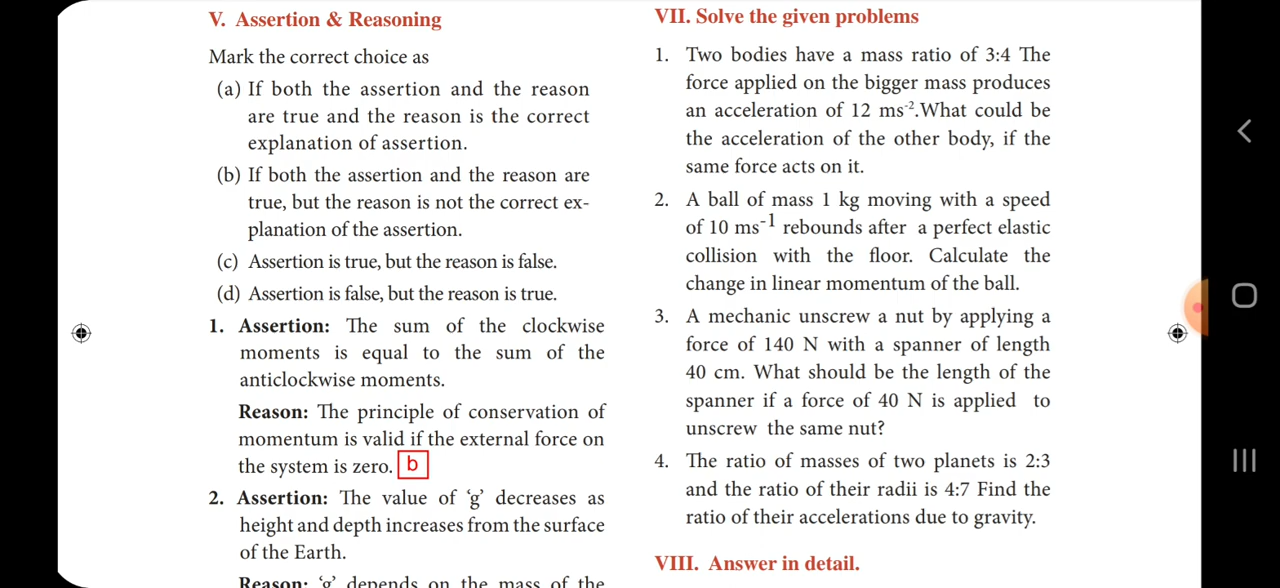 V. Assertion & Reasoning
Mark the correct choice as
(a) If both the assertion and the reason
are true and the reason is the correct
explanation of assertion.
(b) If both the assertion and the reason are
true, but the reason is not the correct ex-
planation of the assertion.
(c) Assertion is true, but the reason is false.
(d) Assertion is false, but the reason is true.
1. Assertion: The sum of the clockwise
moments is equal to the sum of the
anticlockwise moments.
Reason: The principle of conservation of
momentum is valid if the external force on
the system is zero. b
2. Assertion: The value of ‘g’ decreases as
height and depth increases from the surface
of the Earth.
Reason: ‘g’ depends on the mass of the
VII. Solve the given problems
1. Two bodies have a mass ratio of 3:4 The
force applied on the bigger mass produces
an acceleration of 12 ms⁻².What could be
the acceleration of the other body, if the
same force acts on it.
2. A ball of mass 1 kg moving with a speed
of 10 ms⁻¹ rebounds after a perfect elastic
collision with the floor. Calculate the
change in linear momentum of the ball.
3. A mechanic unscrew a nut by applying a
force of 140 N with a spanner of length
40 cm. What should be the length of the
spanner if a force of 40 N is applied to
unscrew the same nut?
4. The ratio of masses of two planets is 2:3
and the ratio of their radii is 4:7 Find the
ratio of their accelerations due to gravity.
VIII. Answer in detail.